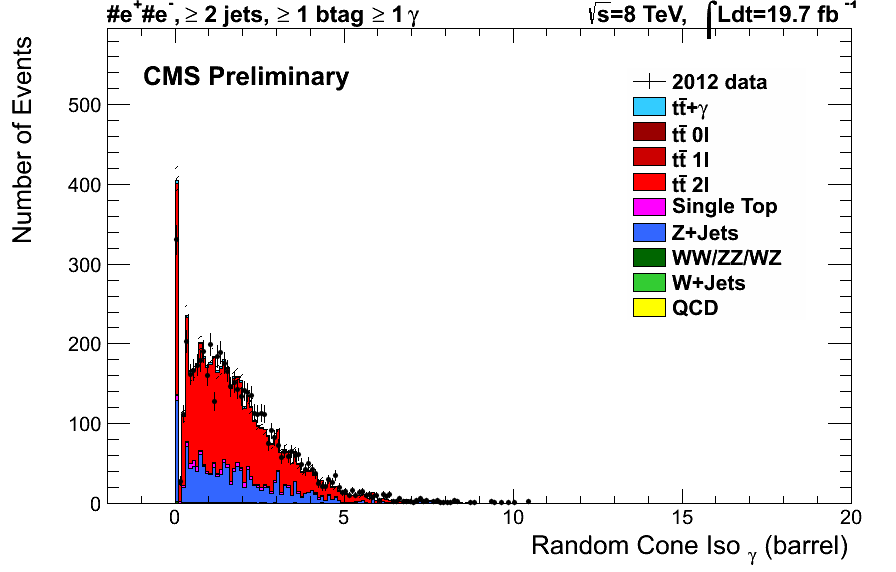 #e⁺#e⁻, ≥ 2 jets, ≥ 1 btag ≥ 1 γ
√s=8 TeV, ∫Ldt=19.7 fb⁻¹
CMS Preliminary
Number of Events
2012 data
tt̄+γ
tt̄ 0l
tt̄ 1l
tt̄ 2l
Single Top
Z+Jets
WW/ZZ/WZ
W+Jets
QCD
500
400
300
200
100
0
0 5 10 15 20
Random Cone Iso γ (barrel)